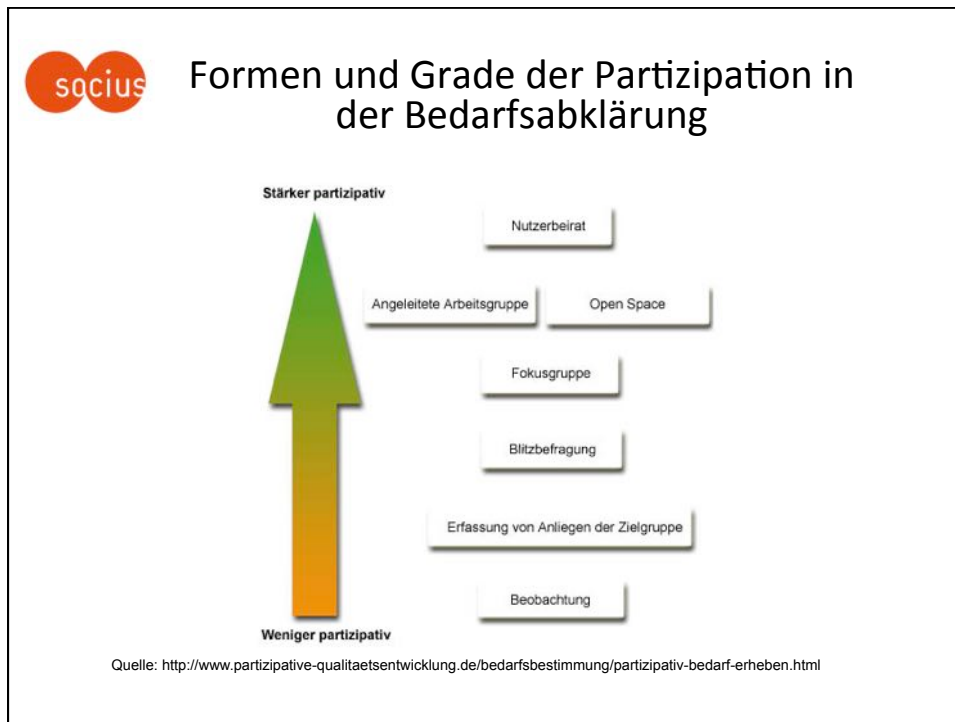 socius
Formen und Grade der Partizipation in
der Bedarfsabklärung
Stärker partizipativ
Nutzerbeirat
Angeleitete Arbeitsgruppe
Open Space
Fokusgruppe
Blitzbefragung
Erfassung von Anliegen der Zielgruppe
Beobachtung
Weniger partizipativ
Quelle: http://www.partizipative-qualitaetsentwicklung.de/bedarfsbestimmung/partizipativ-bedarf-erheben.html